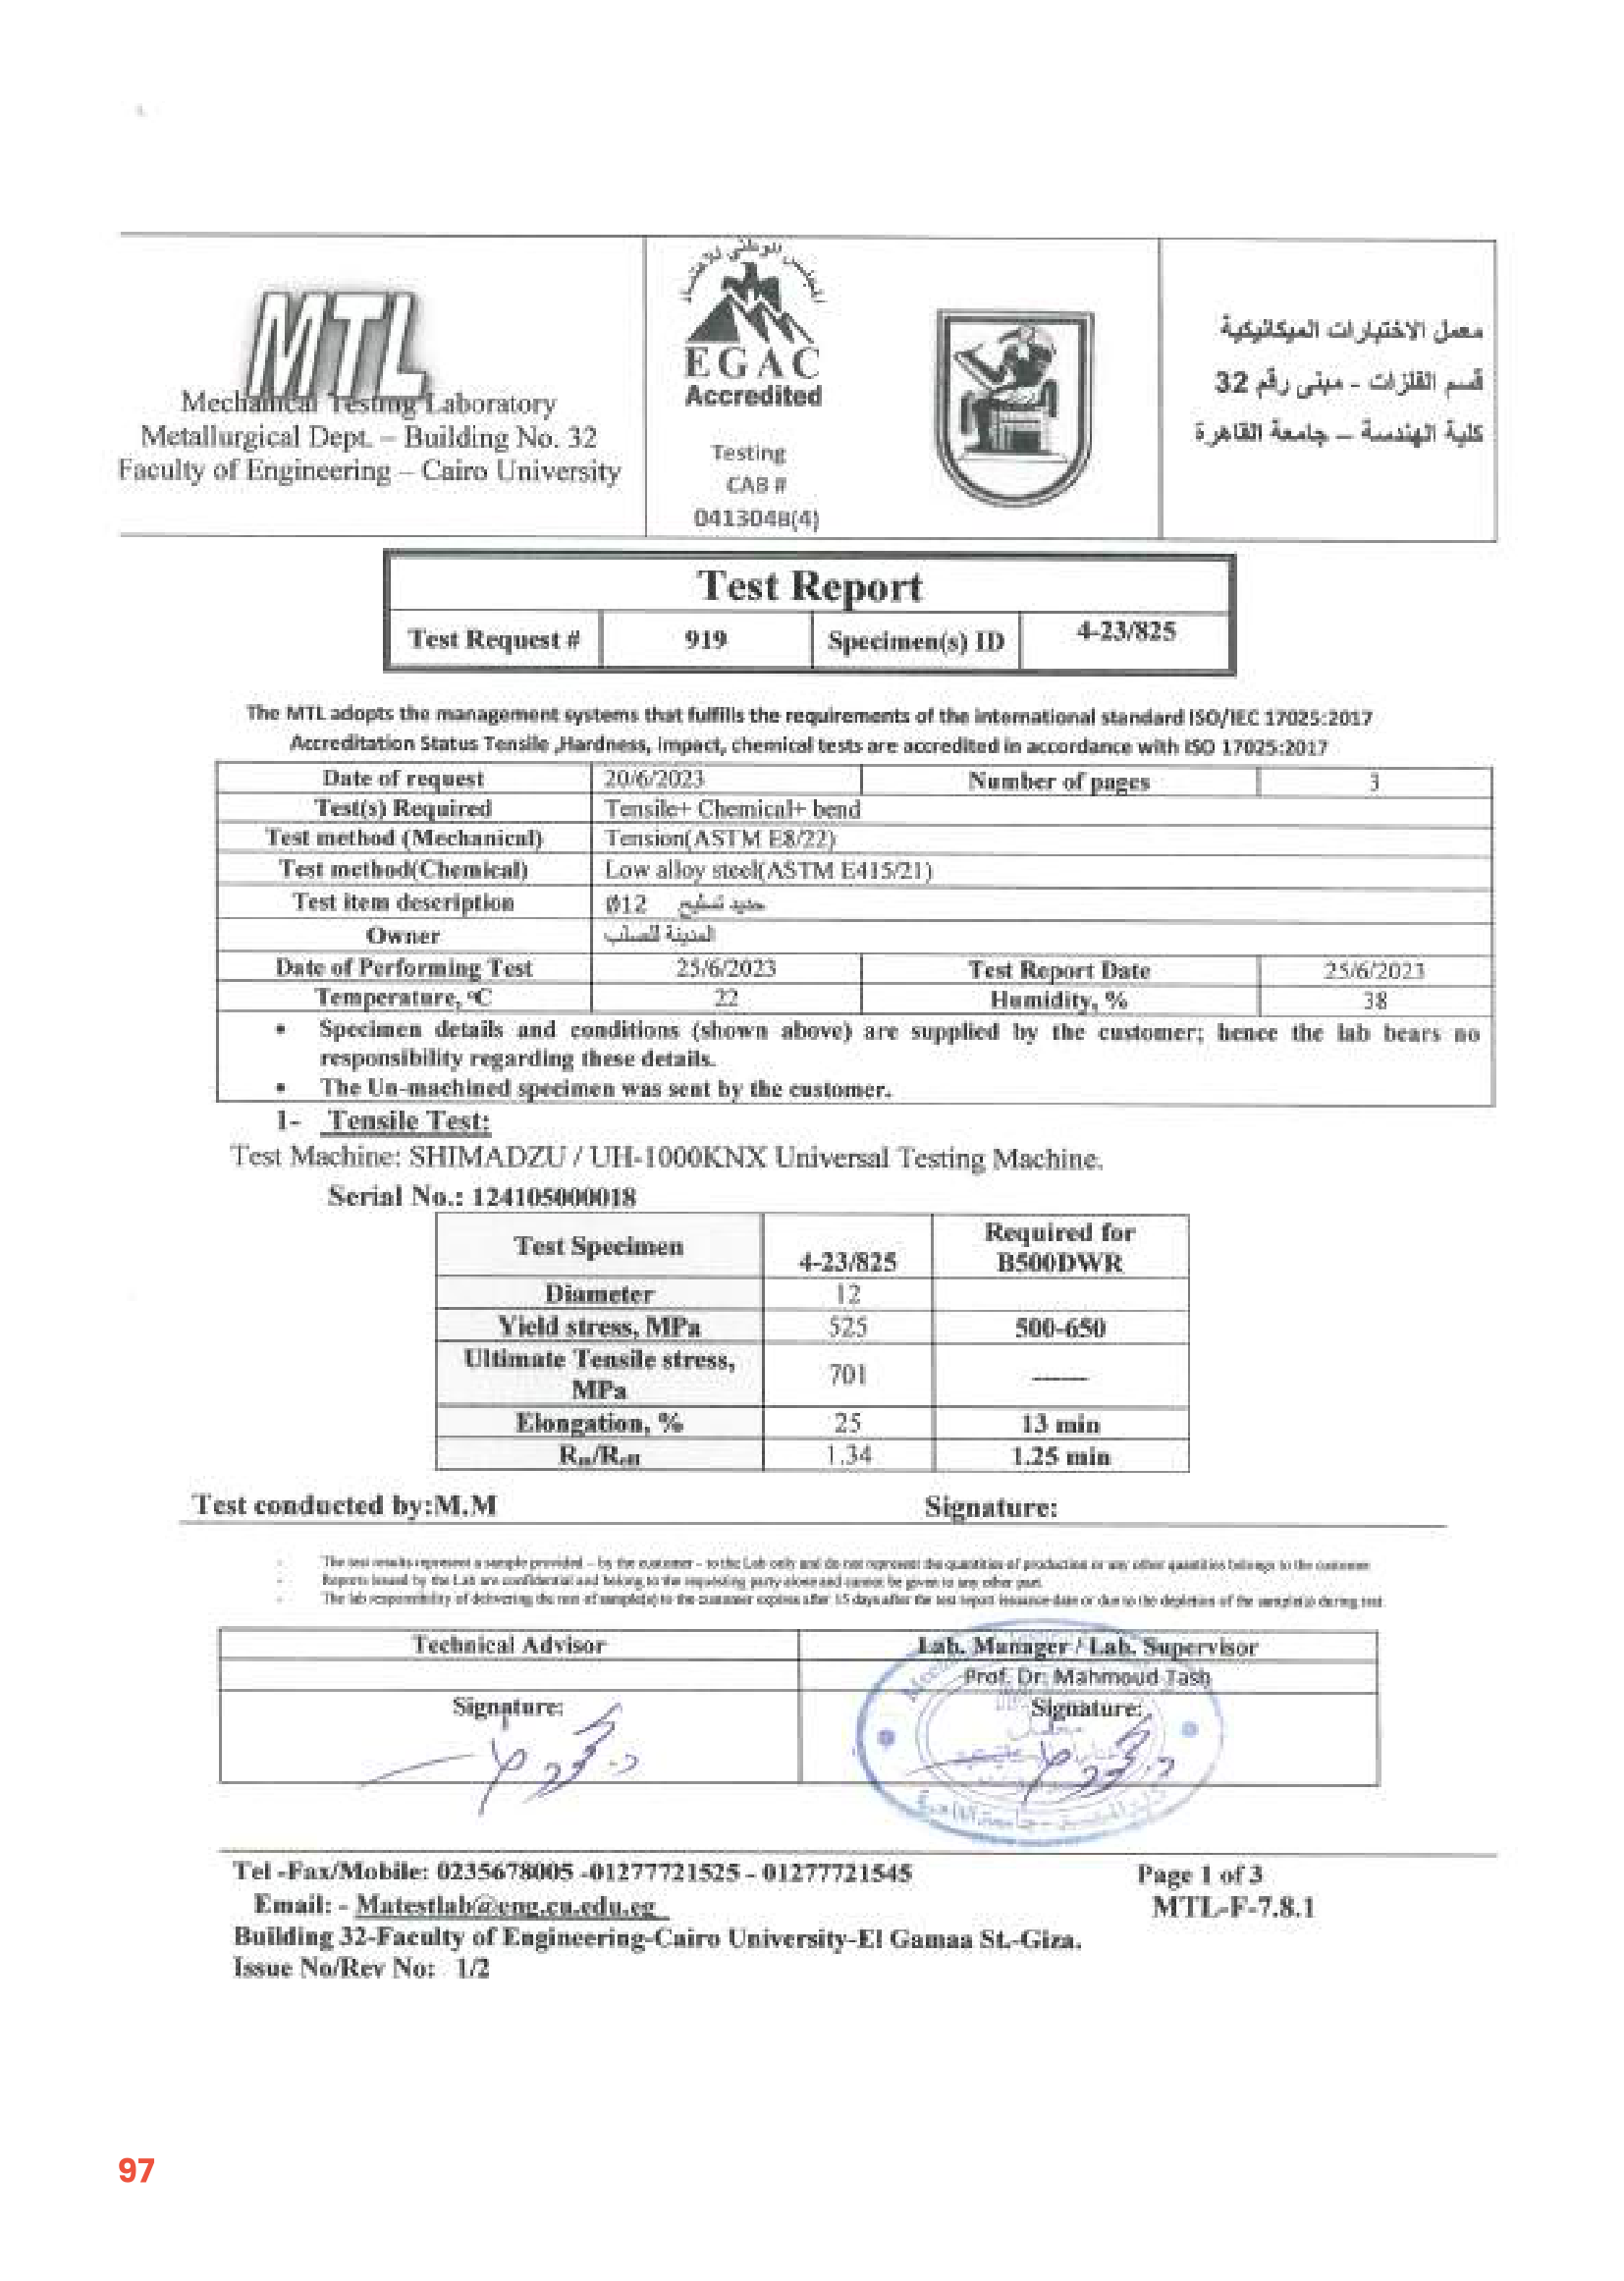 MTL
Mechanical Testing Laboratory
Metallurgical Dept. – Building No. 32
Faculty of Engineering – Cairo University
المجلس الوطني للاعتماد
EGAC
Accredited
Testing
CAB #
041304B(4)
معمل الاختبارات الميكانيكية
قسم الفلزات - مبنى رقم 32
كلية الهندسة – جامعة القاهرة
Test Report
Test Request # 919 Specimen(s) ID 4-23/825
The MTL adopts the management systems that fulfills the requirements of the international standard ISO/IEC 17025:2017
Accreditation Status Tensile ,Hardness, impact, chemical tests are accredited in accordance with ISO 17025:2017
Date of request 20/6/2023 Number of pages 3
Test(s) Required Tensile+ Chemical+ bend
Test method (Mechanical) Tension(ASTM E8/22)
Test method(Chemical) Low alloy steel(ASTM E415/21)
Test item description Ø12 حديد تسليح
Owner المدينة للصلب
Date of Performing Test 25/6/2023 Test Report Date 25/6/2023
Temperature, ºC 22 Humidity, % 38
• Specimen details and conditions (shown above) are supplied by the customer; hence the lab bears no
responsibility regarding these details.
• The Un-machined specimen was sent by the customer.
1- Tensile Test:
Test Machine: SHIMADZU / UH-1000KNX Universal Testing Machine.
Serial No.: 124105000018
Test Specimen 4-23/825 Required for
B500DWR
Diameter 12
Yield stress, MPa 525 500-650
Ultimate Tensile stress,
MPa 701 -----
Elongation, % 25 13 min
Rm/ReH 1.34 1.25 min
Test conducted by:M.M Signature:
- The test results represent a sample provided – by the customer – to the Lab only and do not represent the quantities of production or any other quantities belongs to the customer
- Reports issued by the Lab are confidential and belong to the requesting party alone and cannot be given to any other part.
- The lab responsibility of delivering the rest of sample(s) to the customer expires after 15 days after the test report issuance date or due to the depletion of the sample(s) during test
Technical Advisor Lab. Manager / Lab. Supervisor
Prof. Dr: Mahmoud Tash
Signature: Signature:
Tel -Fax/Mobile: 0235678005 -01277721525 – 01277721545 Page 1 of 3
Email: - Matestlab@eng.cu.edu.eg MTL-F-7.8.1
Building 32-Faculty of Engineering-Cairo University-El Gamaa St.-Giza.
Issue No/Rev No: 1/2
97